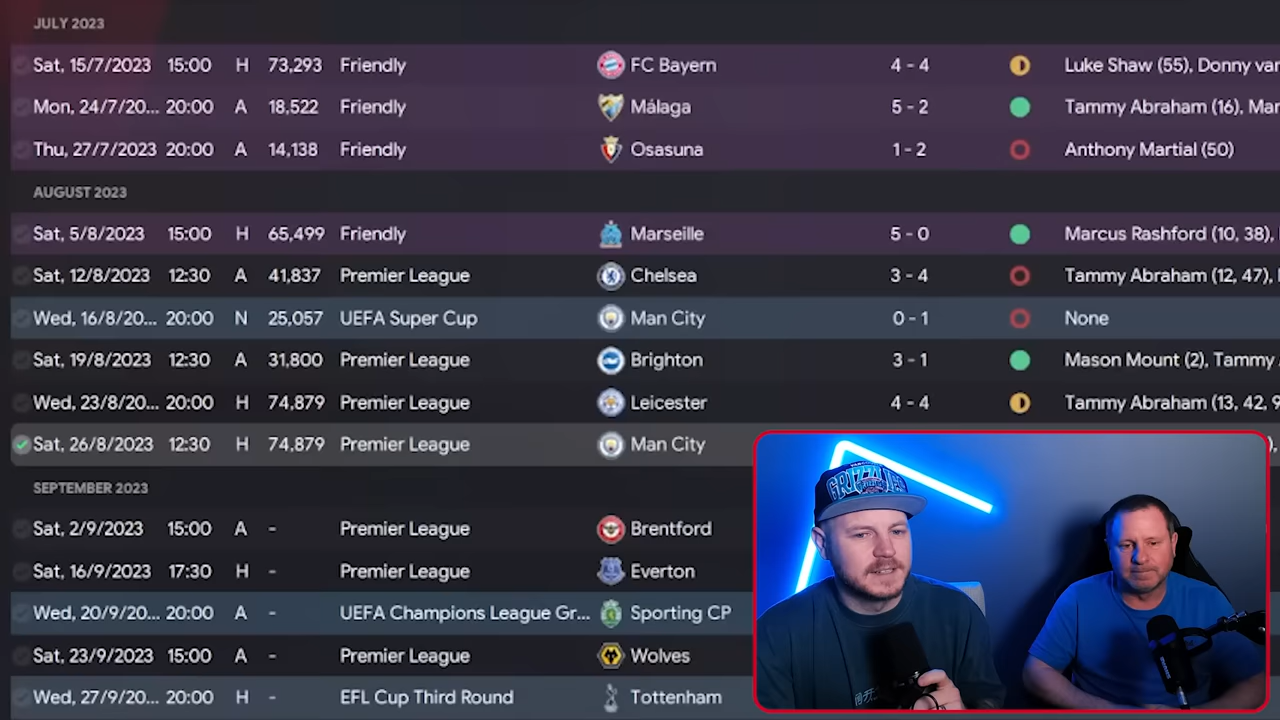 JULY 2023
Sat, 15/7/2023 15:00 H 73,293 Friendly FC Bayern 4 - 4 Luke Shaw (55), Donny van
Mon, 24/7/20... 20:00 A 18,522 Friendly Málaga 5 - 2 Tammy Abraham (16), Mar
Thu, 27/7/2023 20:00 A 14,138 Friendly Osasuna 1 - 2 Anthony Martial (50)
AUGUST 2023
Sat, 5/8/2023 15:00 H 65,499 Friendly Marseille 5 - 0 Marcus Rashford (10, 38),
Sat, 12/8/2023 12:30 A 41,837 Premier League Chelsea 3 - 4 Tammy Abraham (12, 47),
Wed, 16/8/20... 20:00 N 25,057 UEFA Super Cup Man City 0 - 1 None
Sat, 19/8/2023 12:30 A 31,800 Premier League Brighton 3 - 1 Mason Mount (2), Tammy
Wed, 23/8/20... 20:00 H 74,879 Premier League Leicester 4 - 4 Tammy Abraham (13, 42, 9
Sat, 26/8/2023 12:30 H 74,879 Premier League Man City ),
SEPTEMBER 2023
Sat, 2/9/2023 15:00 A - Premier League Brentford
Sat, 16/9/2023 17:30 H - Premier League Everton
Wed, 20/9/20... 20:00 A - UEFA Champions League Gr... Sporting CP
Sat, 23/9/2023 15:00 A - Premier League Wolves
Wed, 27/9/20... 20:00 H - EFL Cup Third Round Tottenham
GRIZZLIES